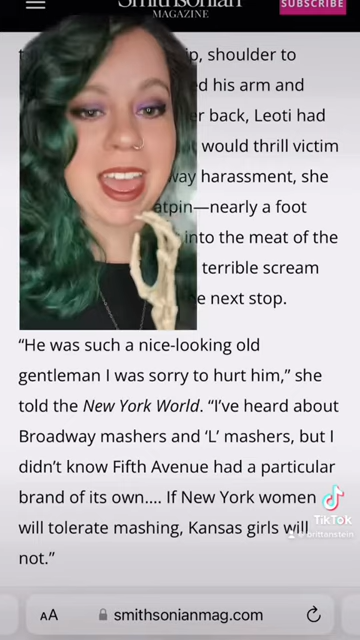 Smithsonian
MAGAZINE
SUBSCRIBE
ip, shoulder to
ed his arm and
er back, Leoti had
would thrill victim
way harassment, she
atpin—nearly a foot
into the meat of the
terrible scream
e next stop.
“He was such a nice-looking old
gentleman I was sorry to hurt him,” she
told the New York World. “I’ve heard about
Broadway mashers and ‘L’ mashers, but I
didn’t know Fifth Avenue had a particular
brand of its own.... If New York women
will tolerate mashing, Kansas girls will
not.”
TikTok
@brittanstein
AA
smithsonianmag.com